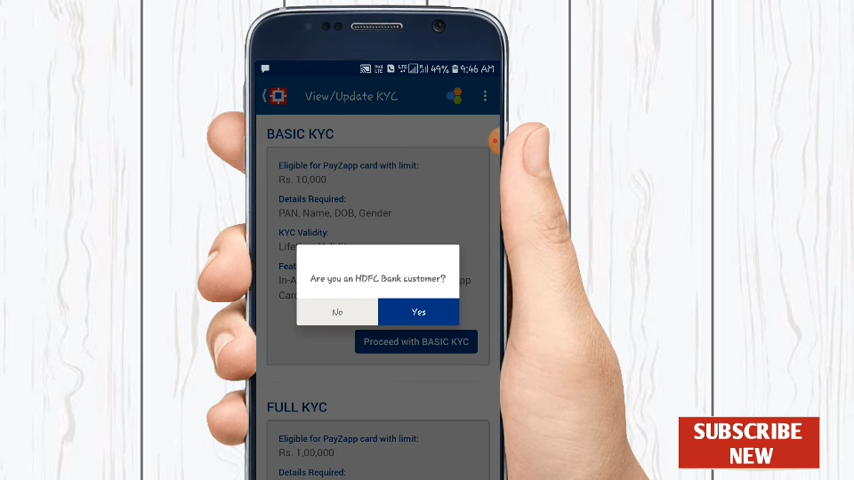 49% 9:46 AM
View/Update KYC
BASIC KYC
Eligible for PayZapp card with limit:
Rs. 10,000
Details Required:
PAN, Name, DOB, Gender
KYC Validity:
Are you an HDFC Bank customer?
No Yes
Proceed with BASIC KYC
FULL KYC
Eligible for PayZapp card with limit:
Rs. 1,00,000
Details Required:
SUBSCRIBE
NEW